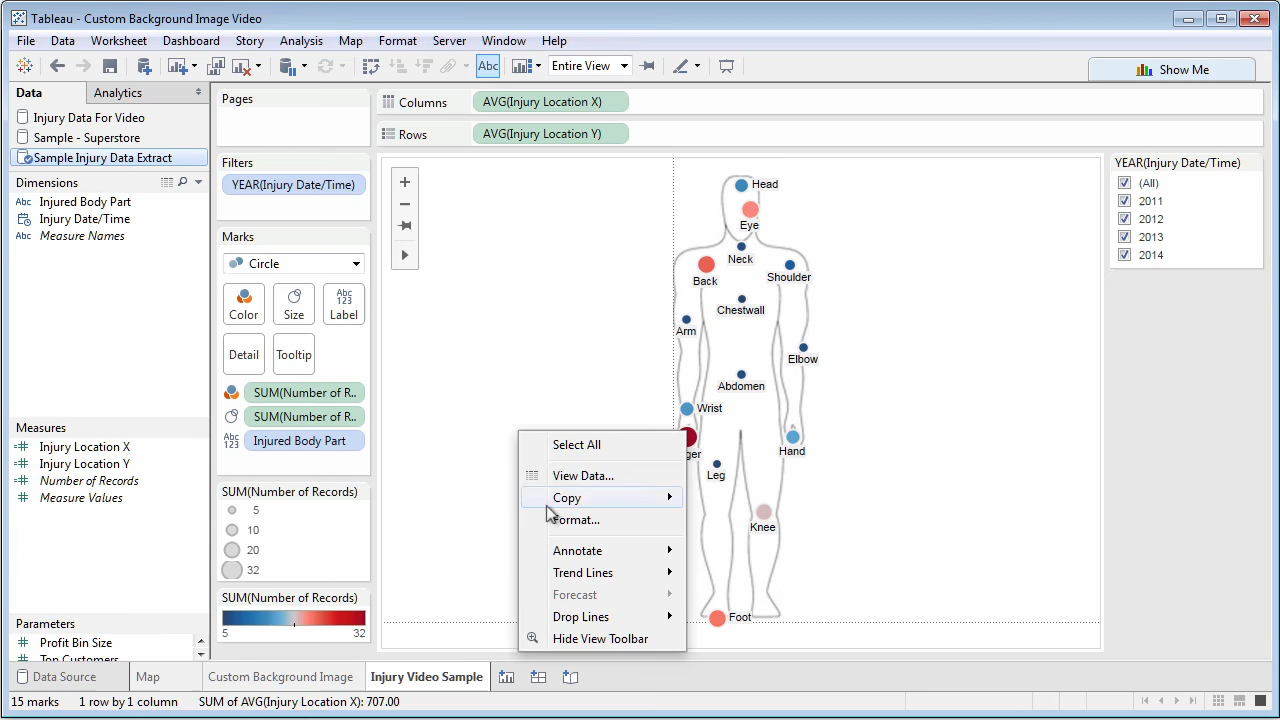 Tableau - Custom Background Image Video
File Data Worksheet Dashboard Story Analysis Map Format Server Window Help
Abc Entire View Show Me
Data Analytics
Injury Data For Video
Sample - Superstore
Sample Injury Data Extract
Dimensions
Abc Injured Body Part
Injury Date/Time
Abc Measure Names
Measures
Injury Location X
Injury Location Y
Number of Records
Measure Values
Parameters
Profit Bin Size
Top Customers
Pages
Filters
YEAR(Injury Date/Time)
Marks
Circle
Color Size Abc 123 Label
Detail Tooltip
SUM(Number of R..
SUM(Number of R..
Abc 123 Injured Body Part
SUM(Number of Records)
5
10
20
32
SUM(Number of Records)
5 32
Columns AVG(Injury Location X)
Rows AVG(Injury Location Y)
Head
Eye
Neck
Back
Shoulder
Chestwall
Arm
Elbow
Abdomen
Wrist
ger
Hand
Leg
Knee
Foot
Select All
View Data...
Copy
Format...
Annotate
Trend Lines
Forecast
Drop Lines
Hide View Toolbar
YEAR(Injury Date/Time)
(All)
2011
2012
2013
2014
Data Source Map Custom Background Image Injury Video Sample
15 marks 1 row by 1 column SUM of AVG(Injury Location X): 707.00